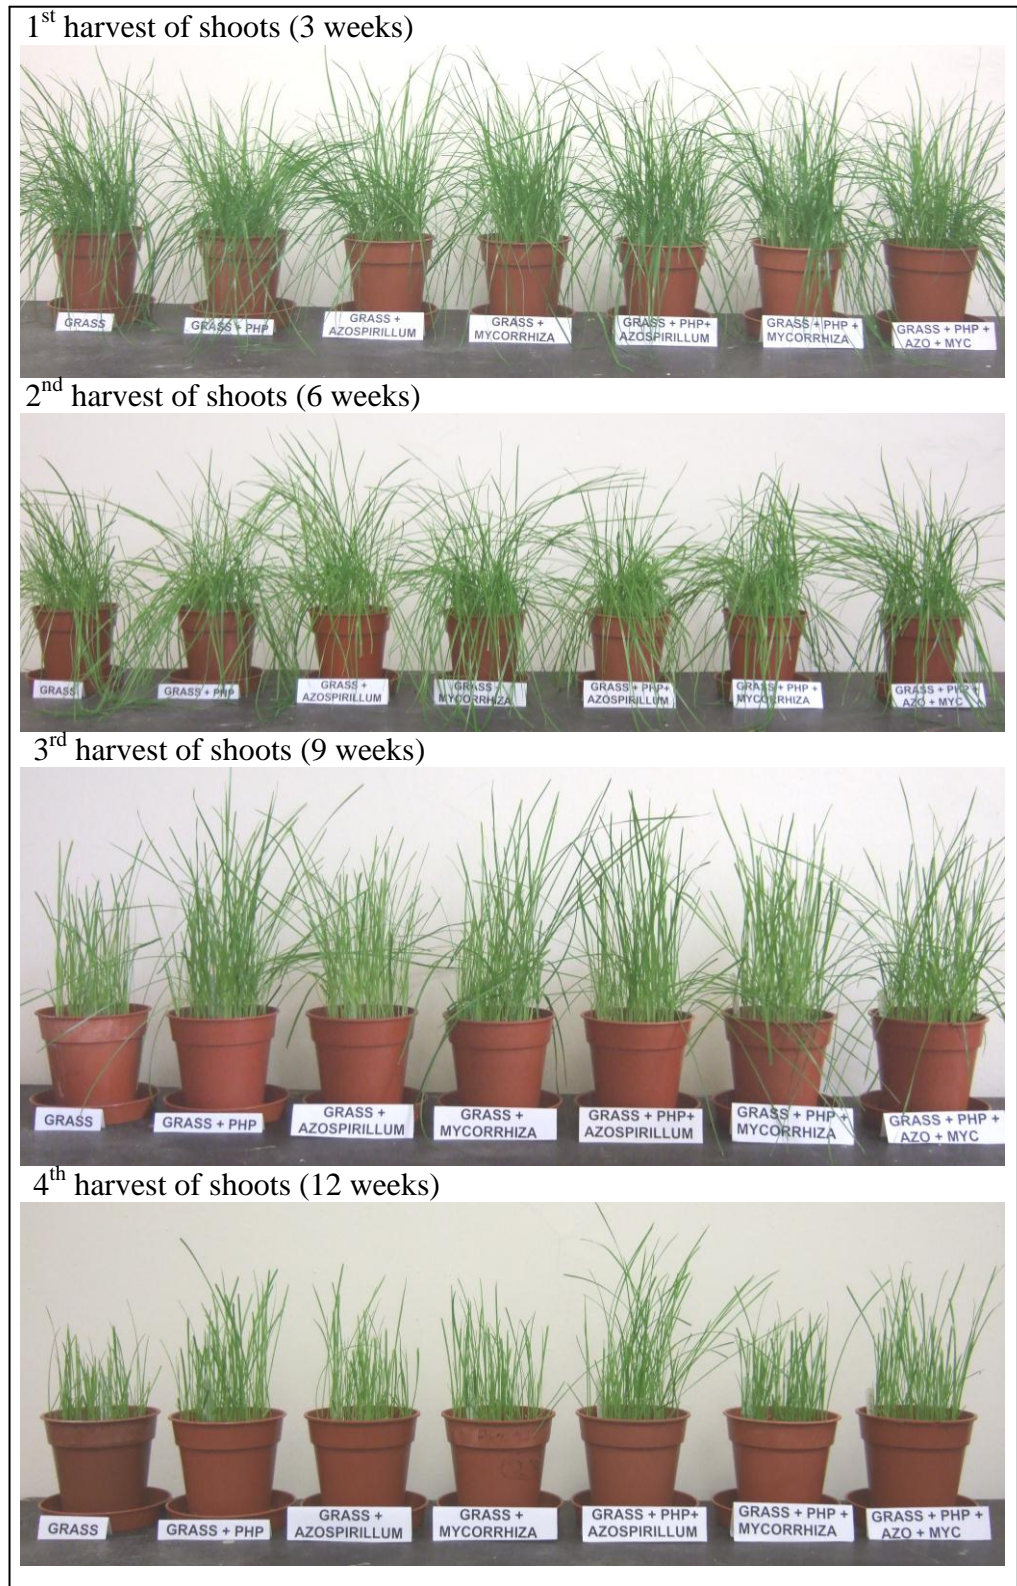 1st harvest of shoots (3 weeks)
GRASS
GRASS + PHP
GRASS +
AZOSPIRILLUM
GRASS +
MYCORRHIZA
GRASS + PHP+
AZOSPIRILLUM
GRASS + PHP +
MYCORRHIZA
GRASS + PHP +
AZO + MYC
2nd harvest of shoots (6 weeks)
GRASS
GRASS + PHP
GRASS +
AZOSPIRILLUM
GRASS +
MYCORRHIZA
GRASS + PHP+
AZOSPIRILLUM
GRASS + PHP +
MYCORRHIZA
GRASS + PHP +
AZO + MYC
3rd harvest of shoots (9 weeks)
GRASS
GRASS + PHP
GRASS +
AZOSPIRILLUM
GRASS +
MYCORRHIZA
GRASS + PHP+
AZOSPIRILLUM
GRASS + PHP +
MYCORRHIZA
GRASS + PHP +
AZO + MYC
4th harvest of shoots (12 weeks)
GRASS
GRASS + PHP
GRASS +
AZOSPIRILLUM
GRASS +
MYCORRHIZA
GRASS + PHP+
AZOSPIRILLUM
GRASS + PHP +
MYCORRHIZA
GRASS + PHP +
AZO + MYC